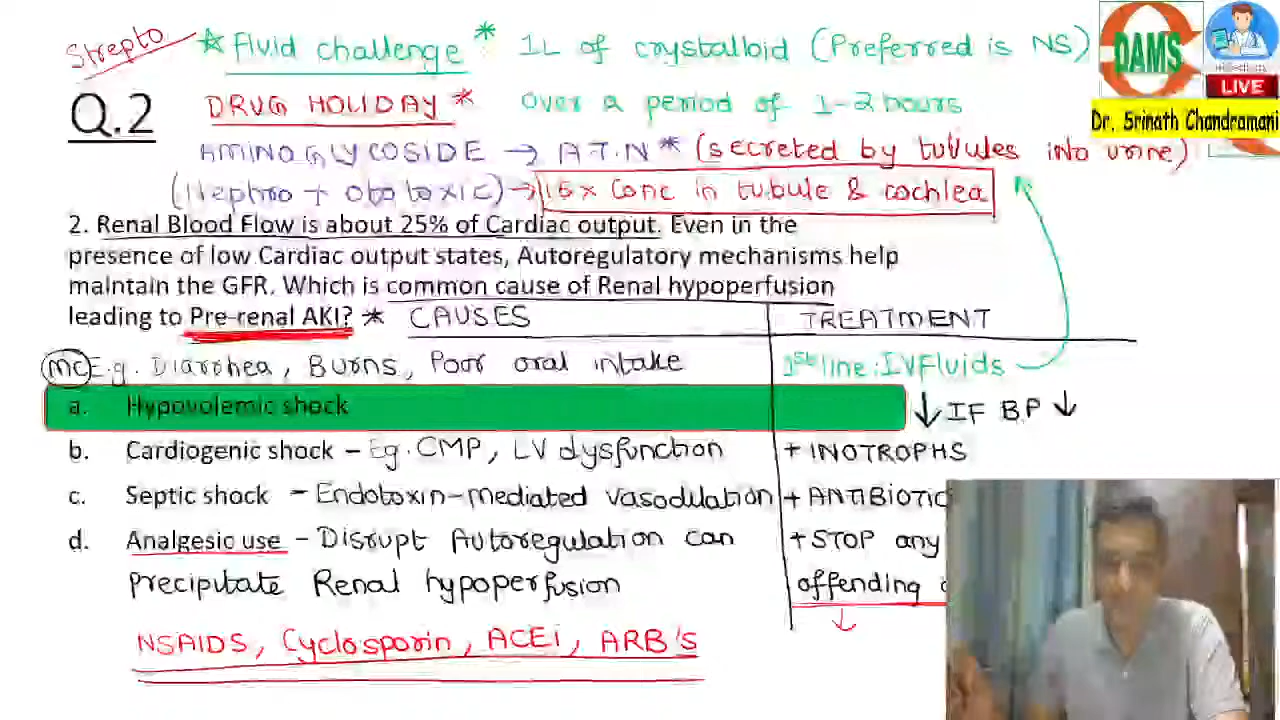 Strepto
☆ Fluid challenge * 1L of crystalloid (Preferred is NS)
DAMS
LIVE
Q.2
DRUG HOLIDAY * over a period of 1-2 hours
Dr. Srinath Chandramani
AMINOGLYCOSIDE → A.T.N * (secreted by tubules into urine)
(Nephro + Ototoxic) → 15x Conc in tubule & cochlea
2. Renal Blood Flow is about 25% of Cardiac output. Even in the
presence of low Cardiac output states, Autoregulatory mechanisms help
maintain the GFR. Which is common cause of Renal hypoperfusion
leading to Pre-renal AKI? * CAUSES TREATMENT
MC E.g. Diarrhea, Burns, Poor oral intake 1st line: IVFluids
a. Hypovolemic shock ↓ IF B.P ↓
b. Cardiogenic shock – Eg. CMP, LV dysfunction + INOTROPHS
c. Septic shock – Endotoxin-mediated vasodilation + ANTIBIOTIC
d. Analgesic use – Disrupt Autoregulation can + STOP any
precipitate Renal hypoperfusion offending
↓
NSAIDS, Cyclosporin, ACEi, ARB's